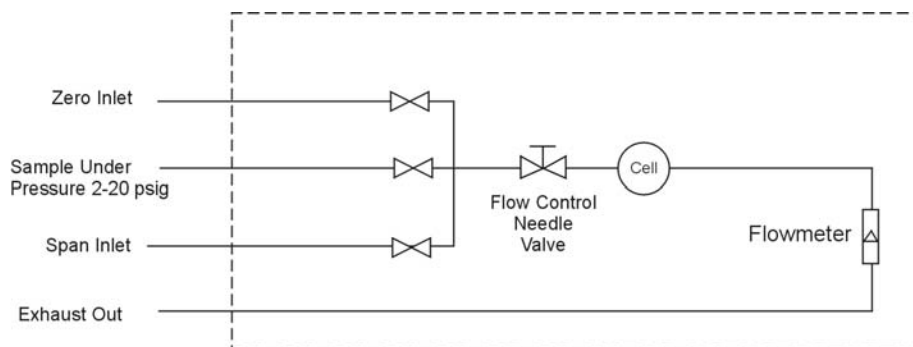 Zero Inlet
Sample Under
Pressure 2-20 psig
Span Inlet
Exhaust Out
Flow Control
Needle
Valve
Cell
Flowmeter